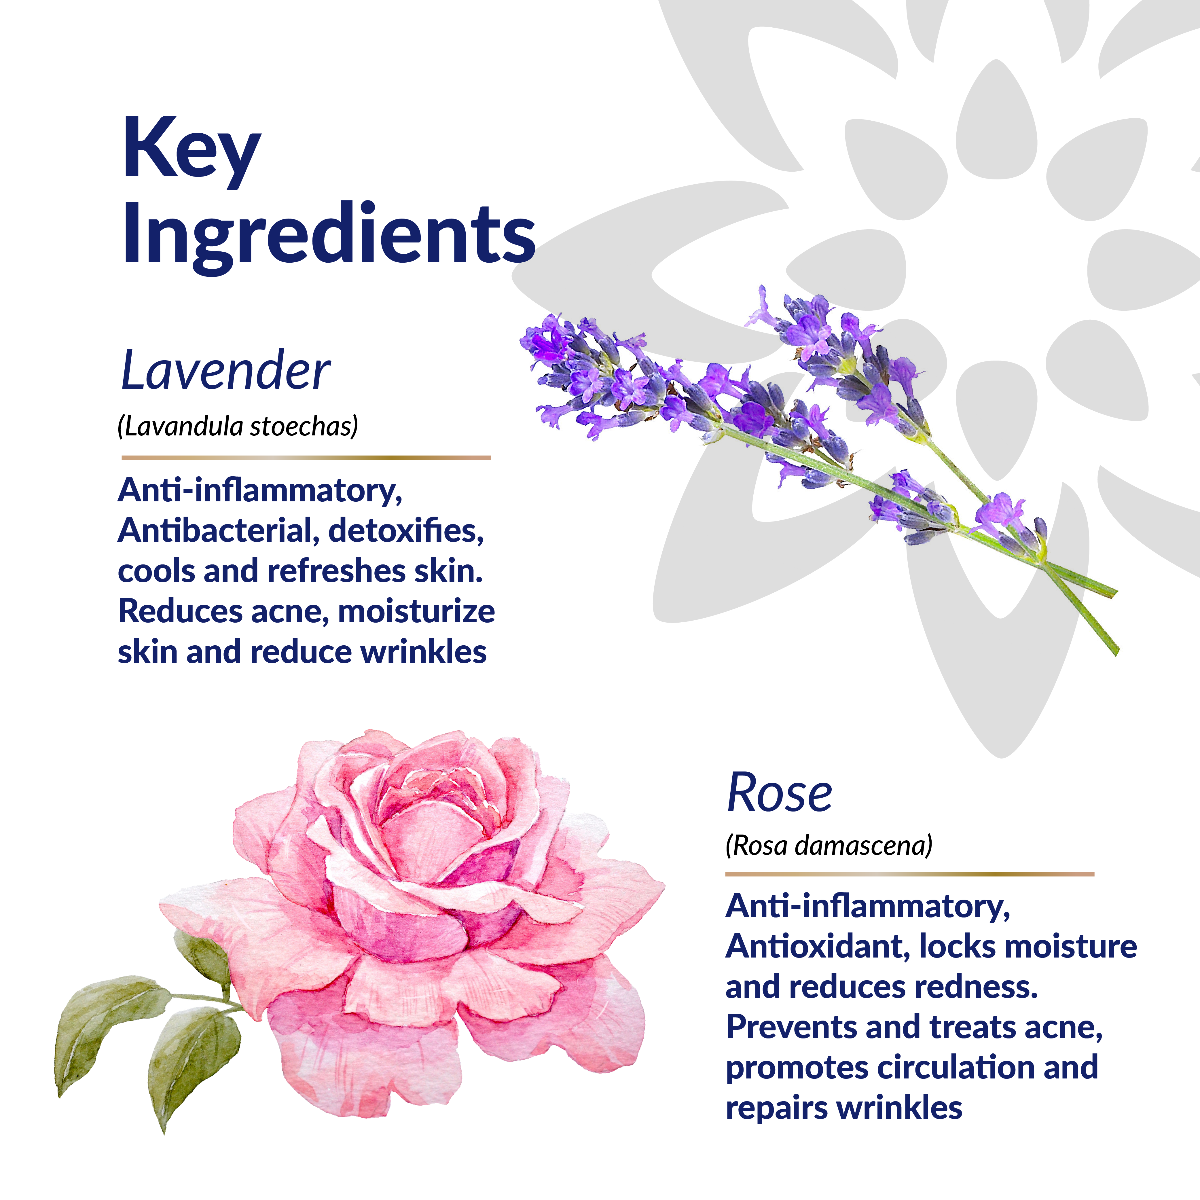 Key
Ingredients
Lavender
(Lavandula stoechas)
Anti-inflammatory,
Antibacterial, detoxifies,
cools and refreshes skin.
Reduces acne, moisturize
skin and reduce wrinkles
Rose
(Rosa damascena)
Anti-inflammatory,
Antioxidant, locks moisture
and reduces redness.
Prevents and treats acne,
promotes circulation and
repairs wrinkles